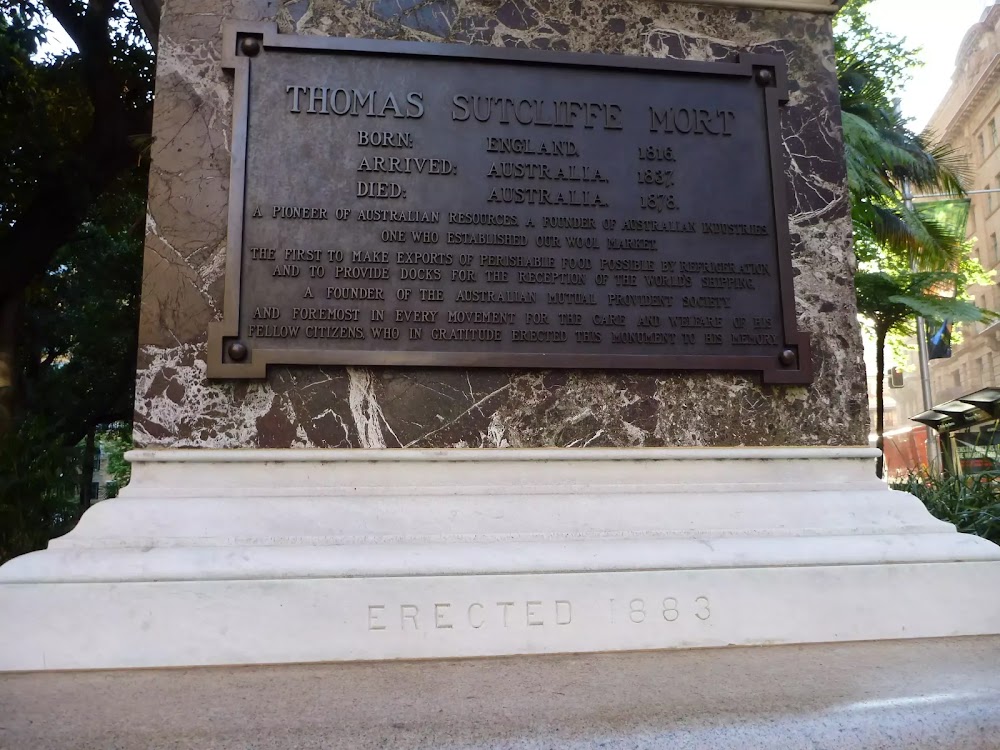 THOMAS SUTCLIFFE MORT
BORN: ENGLAND. 1816.
ARRIVED: AUSTRALIA. 1837.
DIED: AUSTRALIA. 1878.
A PIONEER OF AUSTRALIAN RESOURCES. A FOUNDER OF AUSTRALIAN INDUSTRIES.
ONE WHO ESTABLISHED OUR WOOL MARKET.
THE FIRST TO MAKE EXPORTS OF PERISHABLE FOOD POSSIBLE BY REFRIGERATION
AND TO PROVIDE DOCKS FOR THE RECEPTION OF THE WORLD'S SHIPPING.
A FOUNDER OF THE AUSTRALIAN MUTUAL PROVIDENT SOCIETY.
AND FOREMOST IN EVERY MOVEMENT FOR THE CARE AND WELFARE OF HIS
FELLOW CITIZENS. WHO IN GRATITUDE ERECTED THIS MONUMENT TO HIS MEMORY.
ERECTED 1883